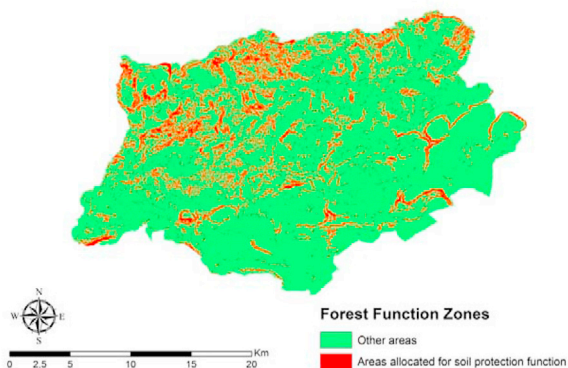 N
W E
S
Km
0 2.5 5 10 15 20
Forest Function Zones
Other areas
Areas allocated for soil protection function